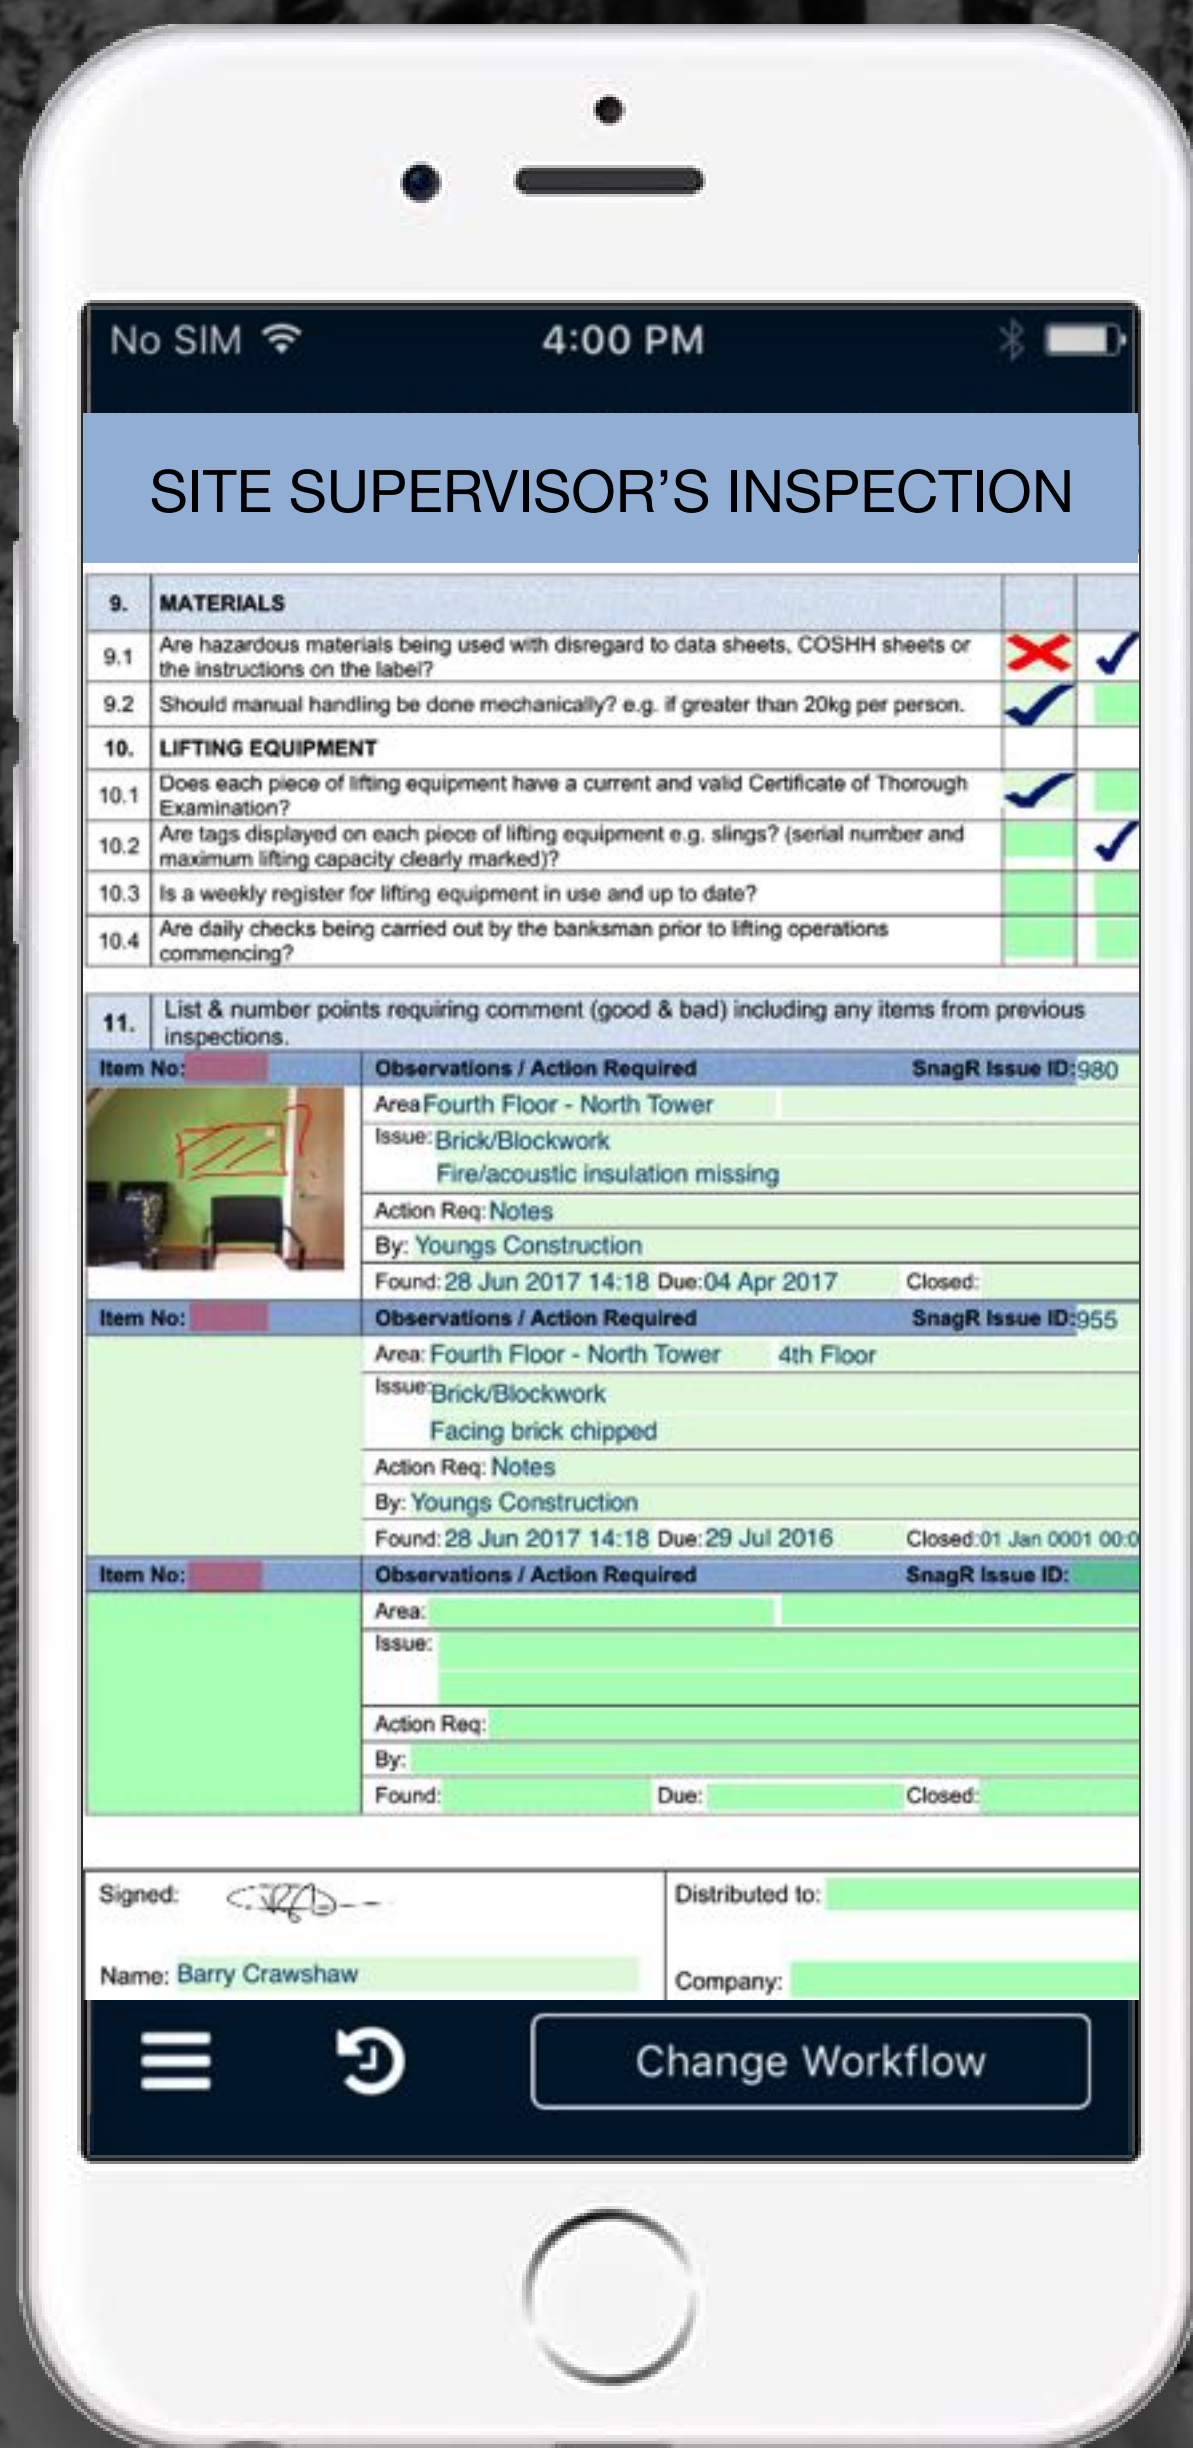 No SIM 4:00 PM
SITE SUPERVISOR'S INSPECTION
9. MATERIALS
9.1 Are hazardous materials being used with disregard to data sheets, COSHH sheets or
the instructions on the label?
9.2 Should manual handling be done mechanically? e.g. if greater than 20kg per person.
10. LIFTING EQUIPMENT
10.1 Does each piece of lifting equipment have a current and valid Certificate of Thorough
Examination?
10.2 Are tags displayed on each piece of lifting equipment e.g. slings? (serial number and
maximum lifting capacity clearly marked)?
10.3 Is a weekly register for lifting equipment in use and up to date?
10.4 Are daily checks being carried out by the banksman prior to lifting operations
commencing?
11. List & number points requiring comment (good & bad) including any items from previous
inspections.
Item No: Observations / Action Required SnagR Issue ID:980
Area Fourth Floor - North Tower
Issue: Brick/Blockwork
Fire/acoustic insulation missing
Action Req: Notes
By: Youngs Construction
Found: 28 Jun 2017 14:18 Due: 04 Apr 2017 Closed:
Item No: Observations / Action Required SnagR Issue ID:955
Area: Fourth Floor - North Tower 4th Floor
Issue: Brick/Blockwork
Facing brick chipped
Action Req: Notes
By: Youngs Construction
Found: 28 Jun 2017 14:18 Due: 29 Jul 2016 Closed:01 Jan 0001 00:0
Item No: Observations / Action Required SnagR Issue ID:
Area:
Issue:
Action Req:
By:
Found: Due: Closed:
Signed: Distributed to:
Name: Barry Crawshaw Company:
Change Workflow